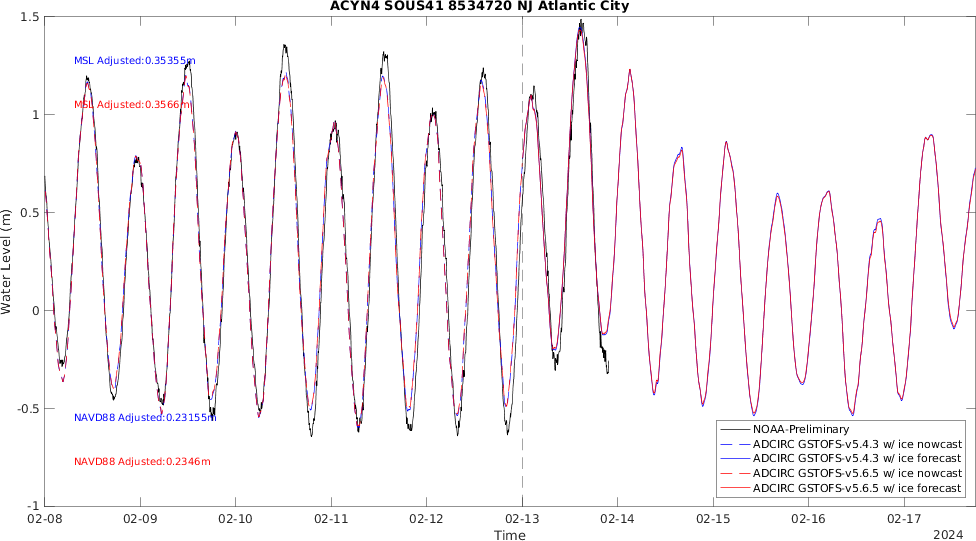 ACYN4 SOUS41 8534720 NJ Atlantic City
1.5
1
0.5
0
-0.5
-1
Water Level (m)
MSL Adjusted:0.35355m
MSL Adjusted:0.3566m
NAVD88 Adjusted:0.23155m
NAVD88 Adjusted:0.2346m
NOAA-Preliminary
ADCIRC GSTOFS-v5.4.3 w/ ice nowcast
ADCIRC GSTOFS-v5.4.3 w/ ice forecast
ADCIRC GSTOFS-v5.6.5 w/ ice nowcast
ADCIRC GSTOFS-v5.6.5 w/ ice forecast
02-08 02-09 02-10 02-11 02-12 02-13 02-14 02-15 02-16 02-17
Time
2024